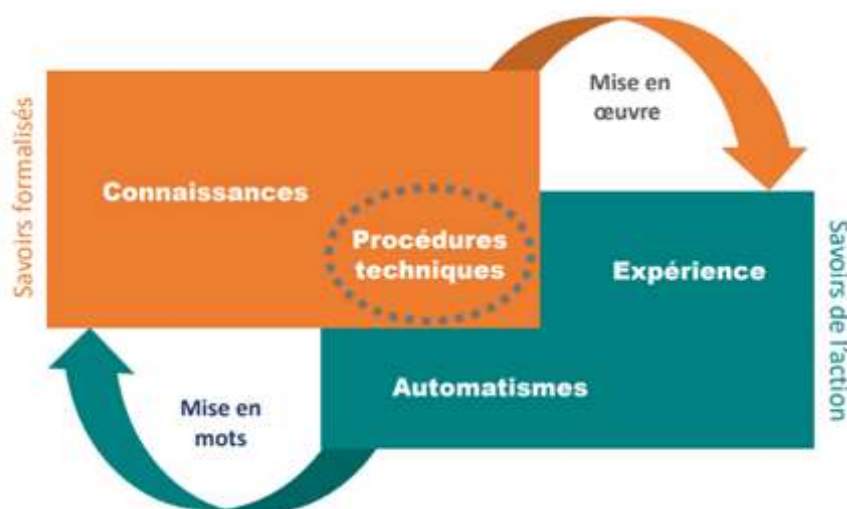 Mise en
œuvre
Savoirs formalisés
Connaissances
Procédures
techniques
Expérience
Savoirs de l'action
Automatismes
Mise en
mots